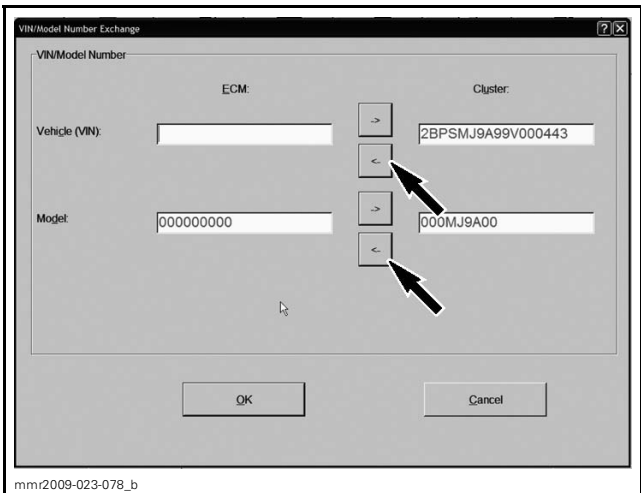 VIN/Model Number Exchange
VIN/Model Number
ECM: Cluster:
Vehicle (VIN): -> 2BPSMJ9A99V000443
<-
Model: 000000000 -> 000MJ9A00
<-
OK Cancel
mmr2009-023-078_b